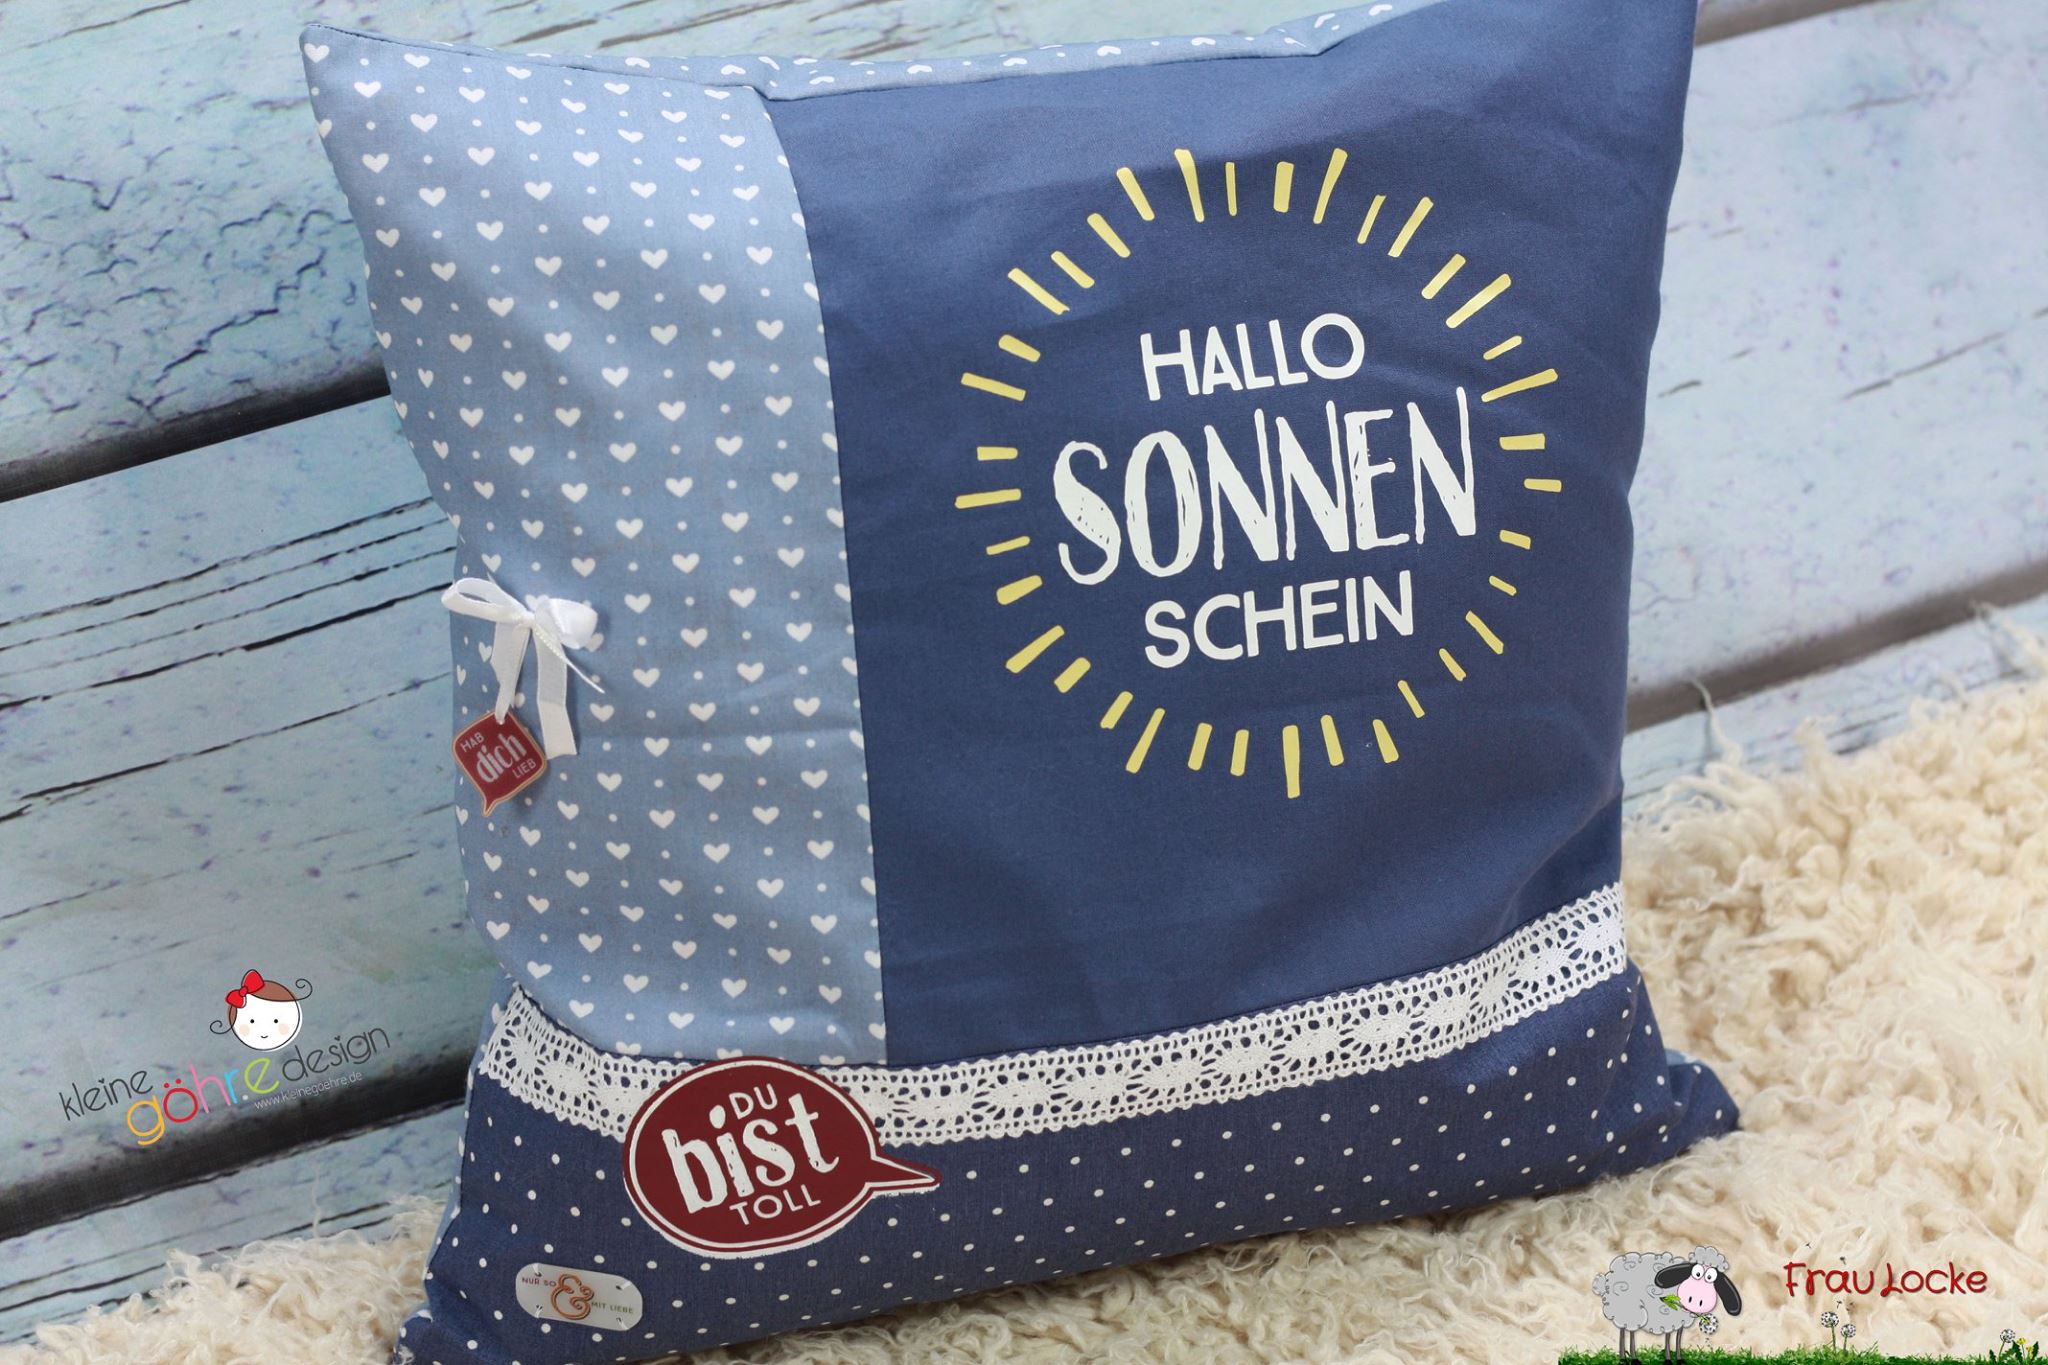 HALLO
SONNEN
SCHEIN
HAB
dich
LIEB
DU
bist
TOLL
NUR SO
&
MIT LIEBE
kleine
göhre design
www.kleinegoehre.de
Frau Locke